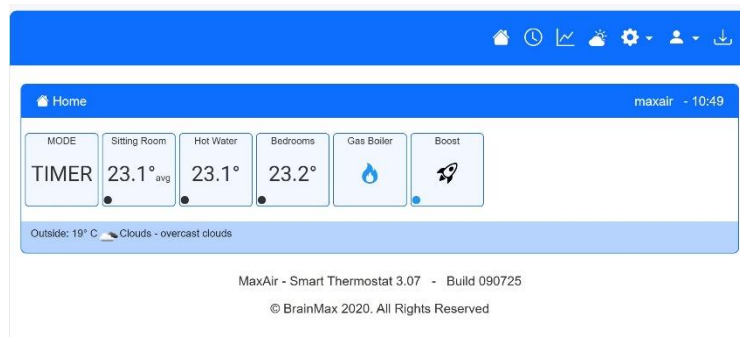 Home
maxair - 10:49
MODE
TIMER
Sitting Room
23.1° avg
Hot Water
23.1°
Bedrooms
23.2°
Gas Boiler
Boost
Outside: 19° C Clouds - overcast clouds
MaxAir - Smart Thermostat 3.07 - Build 090725
© BrainMax 2020. All Rights Reserved